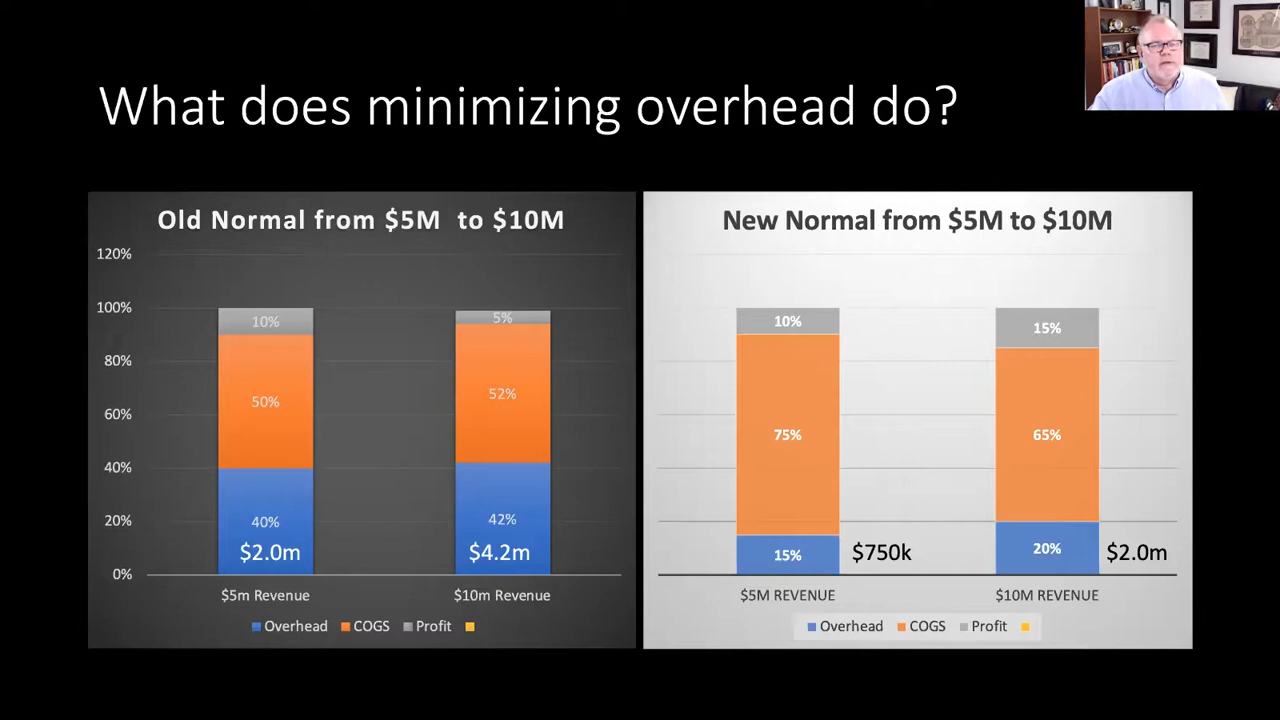 What does minimizing overhead do?
Old Normal from $5M to $10M
120%
100%
80%
60%
40%
20%
0%
10%
50%
40%
$2.0m
5%
52%
42%
$4.2m
$5m Revenue
$10m Revenue
Overhead COGS Profit
New Normal from $5M to $10M
10%
75%
15%
$750k
15%
65%
20%
$2.0m
$5M REVENUE
$10M REVENUE
Overhead COGS Profit